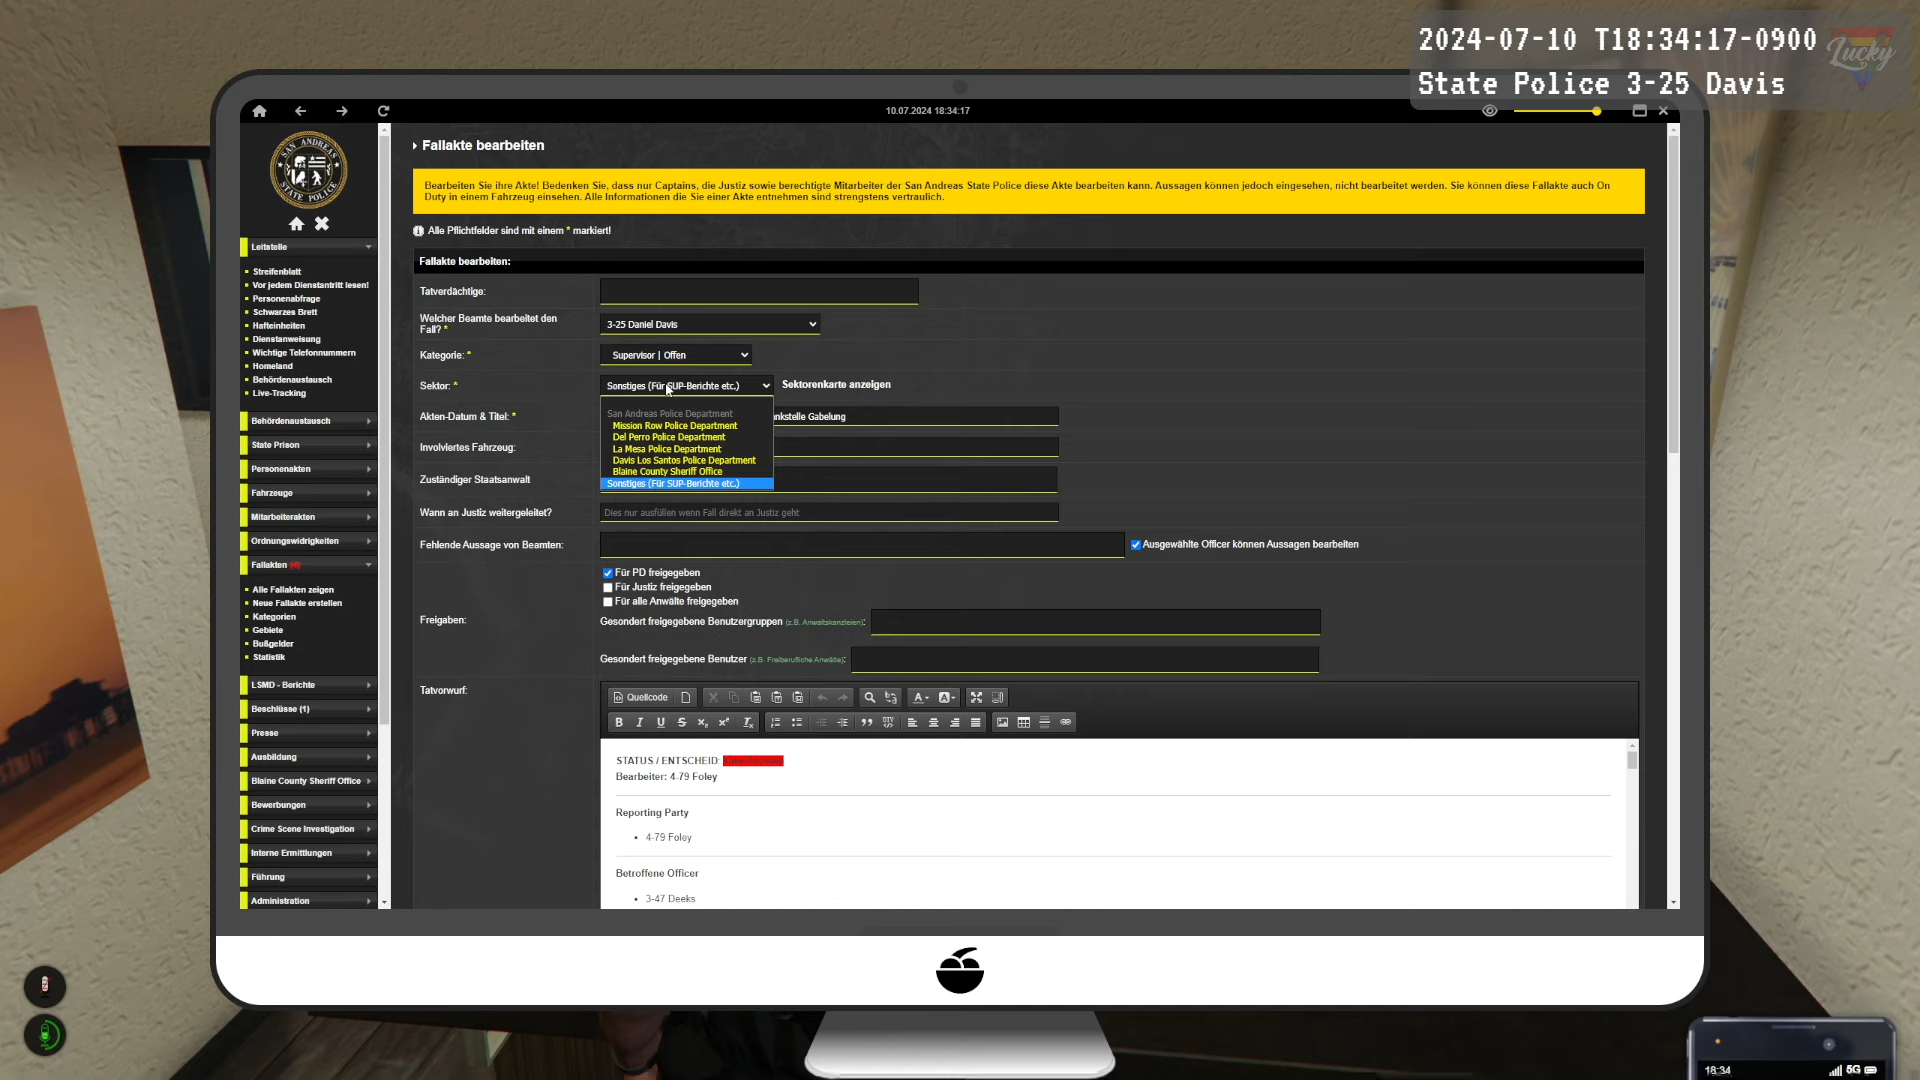 2024-07-10 T18:34:17-0900
State Police 3-25 Davis
Lucky
10.07.2024 18:34:17
SAN ANDREAS
STATE POLICE
Leitstelle
Streifenblatt
Vor jedem Dienstantritt lesen!
Personenabfrage
Schwarzes Brett
Hafteinheiten
Dienstanweisung
Wichtige Telefonnummern
Homeland
Behördenaustausch
Live-Tracking
Behördenaustausch
State Prison
Personenakten
Fahrzeuge
Mitarbeiterakten
Ordnungswidrigkeiten
Fallakten (4)
Alle Fallakten zeigen
Neue Fallakte erstellen
Kategorien
Gebiete
Bußgelder
Statistik
LSMD - Berichte
Beschlüsse (1)
Presse
Ausbildung
Blaine County Sheriff Office
Bewerbungen
Crime Scene Investigation
Interne Ermittlungen
Führung
Administration
Fallakte bearbeiten
Bearbeiten Sie ihre Akte! Bedenken Sie, dass nur Captains, die Justiz sowie berechtigte Mitarbeiter der San Andreas State Police diese Akte bearbeiten kann. Aussagen können jedoch eingesehen, nicht bearbeitet werden. Sie können diese Fallakte auch On
Duty in einem Fahrzeug einsehen. Alle Informationen die Sie einer Akte entnehmen sind strengstens vertraulich.
Alle Pflichtfelder sind mit einem * markiert!
Fallakte bearbeiten:
Tatverdächtige:
Welcher Beamte bearbeitet den
Fall? *
3-25 Daniel Davis
Kategorie: *
Supervisor | Offen
Sektor: *
Sonstiges (Für SUP-Berichte etc.)
Sektorenkarte anzeigen
San Andreas Police Department
Mission Row Police Department
Del Perro Police Department
La Mesa Police Department
Davis Los Santos Police Department
Blaine County Sheriff Office
Sonstiges (Für SUP-Berichte etc.)
Akten-Datum & Titel: *
nkstelle Gabelung
Involviertes Fahrzeug:
Zuständiger Staatsanwalt
Wann an Justiz weitergeleitet?
Dies nur ausfüllen wenn Fall direkt an Justiz geht
Fehlende Aussage von Beamten:
Ausgewählte Officer können Aussagen bearbeiten
Freigaben:
Für PD freigegeben
Für Justiz freigegeben
Für alle Anwälte freigegeben
Gesondert freigegebene Benutzergruppen (z.B. Anwaltskanzleien):
Gesondert freigegebene Benutzer (z.B. Freiberufliche Anwälte):
Tatvorwurf:
Quellcode
STATUS / ENTSCHEID:
Bearbeiter: 4-79 Foley
Reporting Party
4-79 Foley
Betroffene Officer
3-47 Deeks
18:34
5G